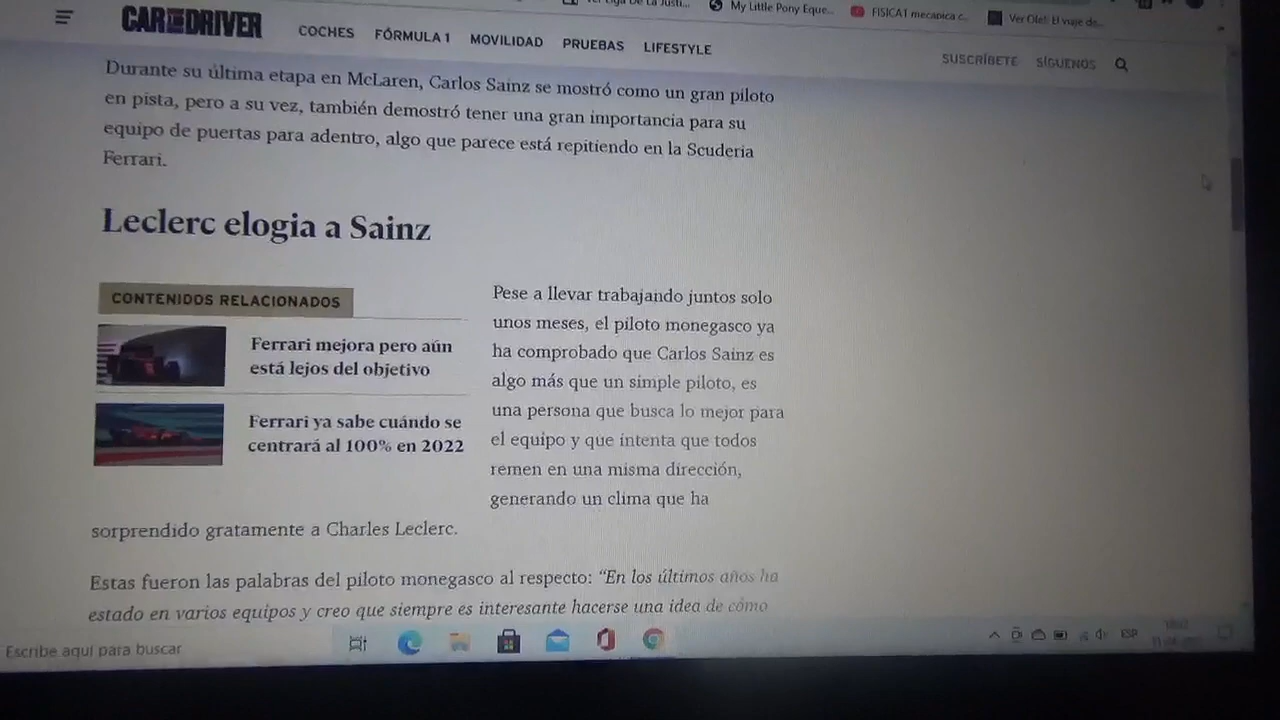 My Little Pony Eque...
FISICA1 mecanica c...
CAR AND DRIVER
COCHES
FÓRMULA 1
MOVILIDAD
PRUEBAS
LIFESTYLE
SUSCRÍBETE
SÍGUENOS
Durante su última etapa en McLaren, Carlos Sainz se mostró como un gran piloto
en pista, pero a su vez, también demostró tener una gran importancia para su
equipo de puertas para adentro, algo que parece está repitiendo en la Scuderia
Ferrari.
Leclerc elogia a Sainz
CONTENIDOS RELACIONADOS
Ferrari mejora pero aún
está lejos del objetivo
Ferrari ya sabe cuándo se
centrará al 100% en 2022
Pese a llevar trabajando juntos solo
unos meses, el piloto monegasco ya
ha comprobado que Carlos Sainz es
algo más que un simple piloto, es
una persona que busca lo mejor para
el equipo y que intenta que todos
remen en una misma dirección,
generando un clima que ha
sorprendido gratamente a Charles Leclerc.
Estas fueron las palabras del piloto monegasco al respecto: “En los últimos años ha
estado en varios equipos y creo que siempre es interesante hacerse una idea de cómo
Escribe aquí para buscar
ESP